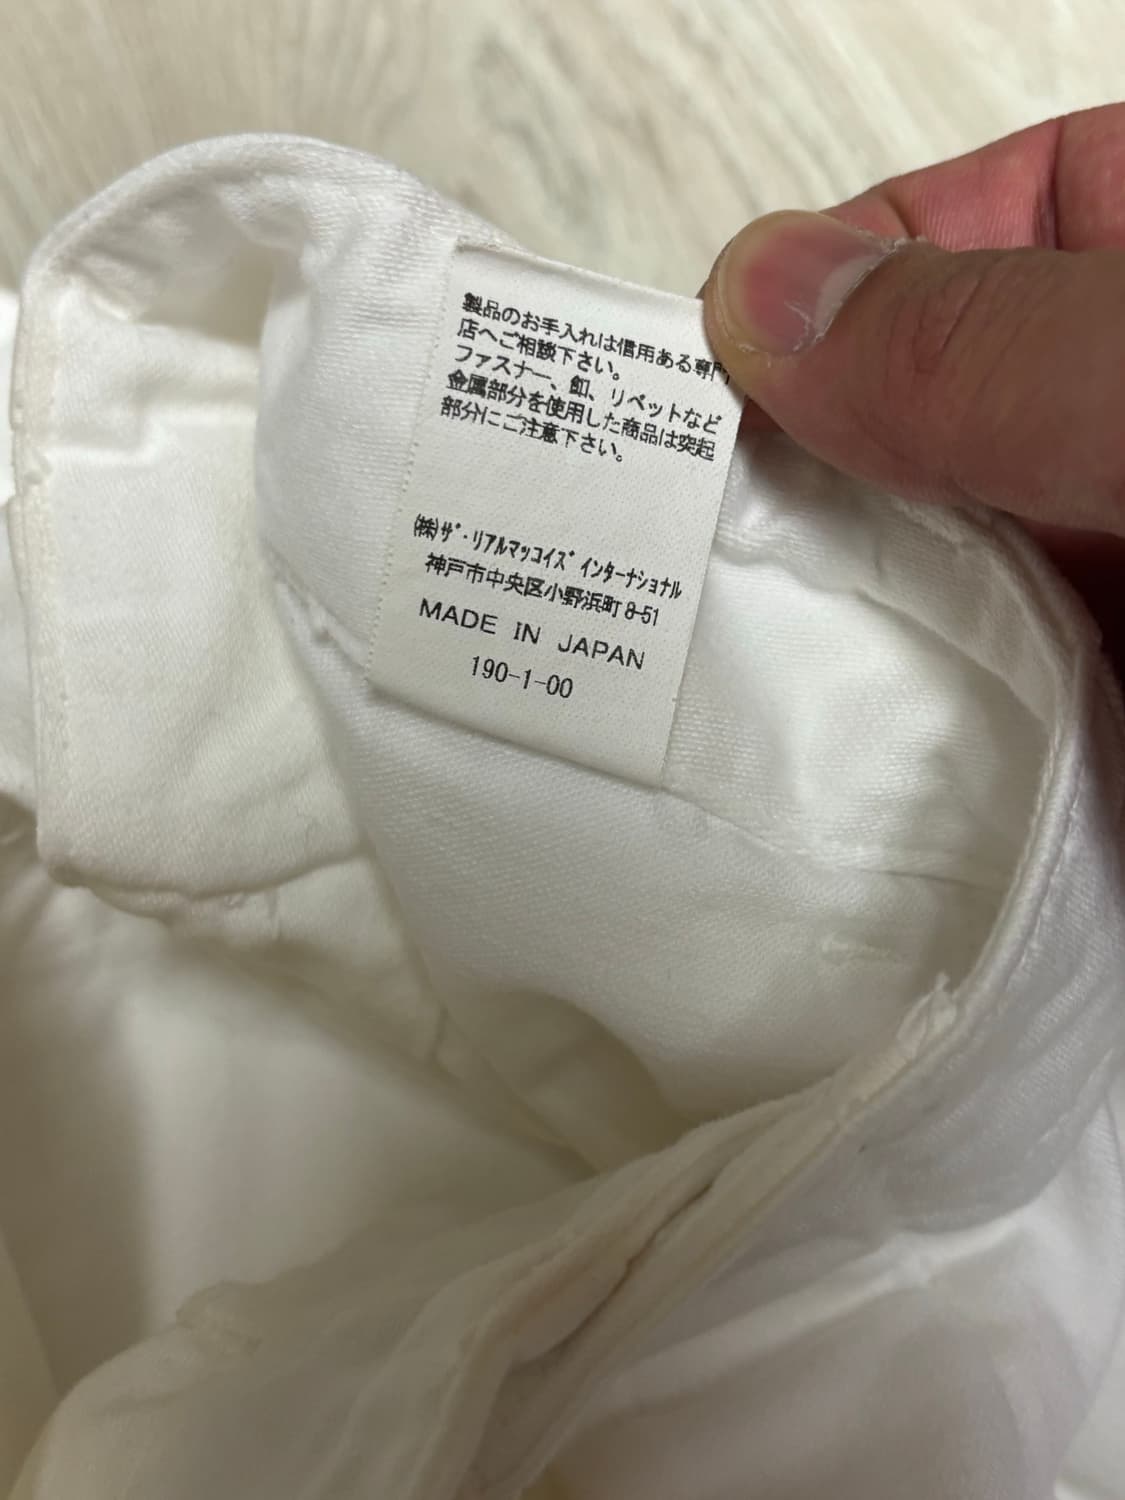 製品のお手入れは信用ある専門
店へご相談下さい。
ファスナー、釦、リベットなど
金属部分を使用した商品は突起
部分にご注意下さい。
㈱ｻﾞ･ﾘｱﾙﾏｯｺｲｽﾞ ｲﾝﾀｰﾅｼｮﾅﾙ
神戸市中央区小野浜町8-51
MADE IN JAPAN
190-1-00